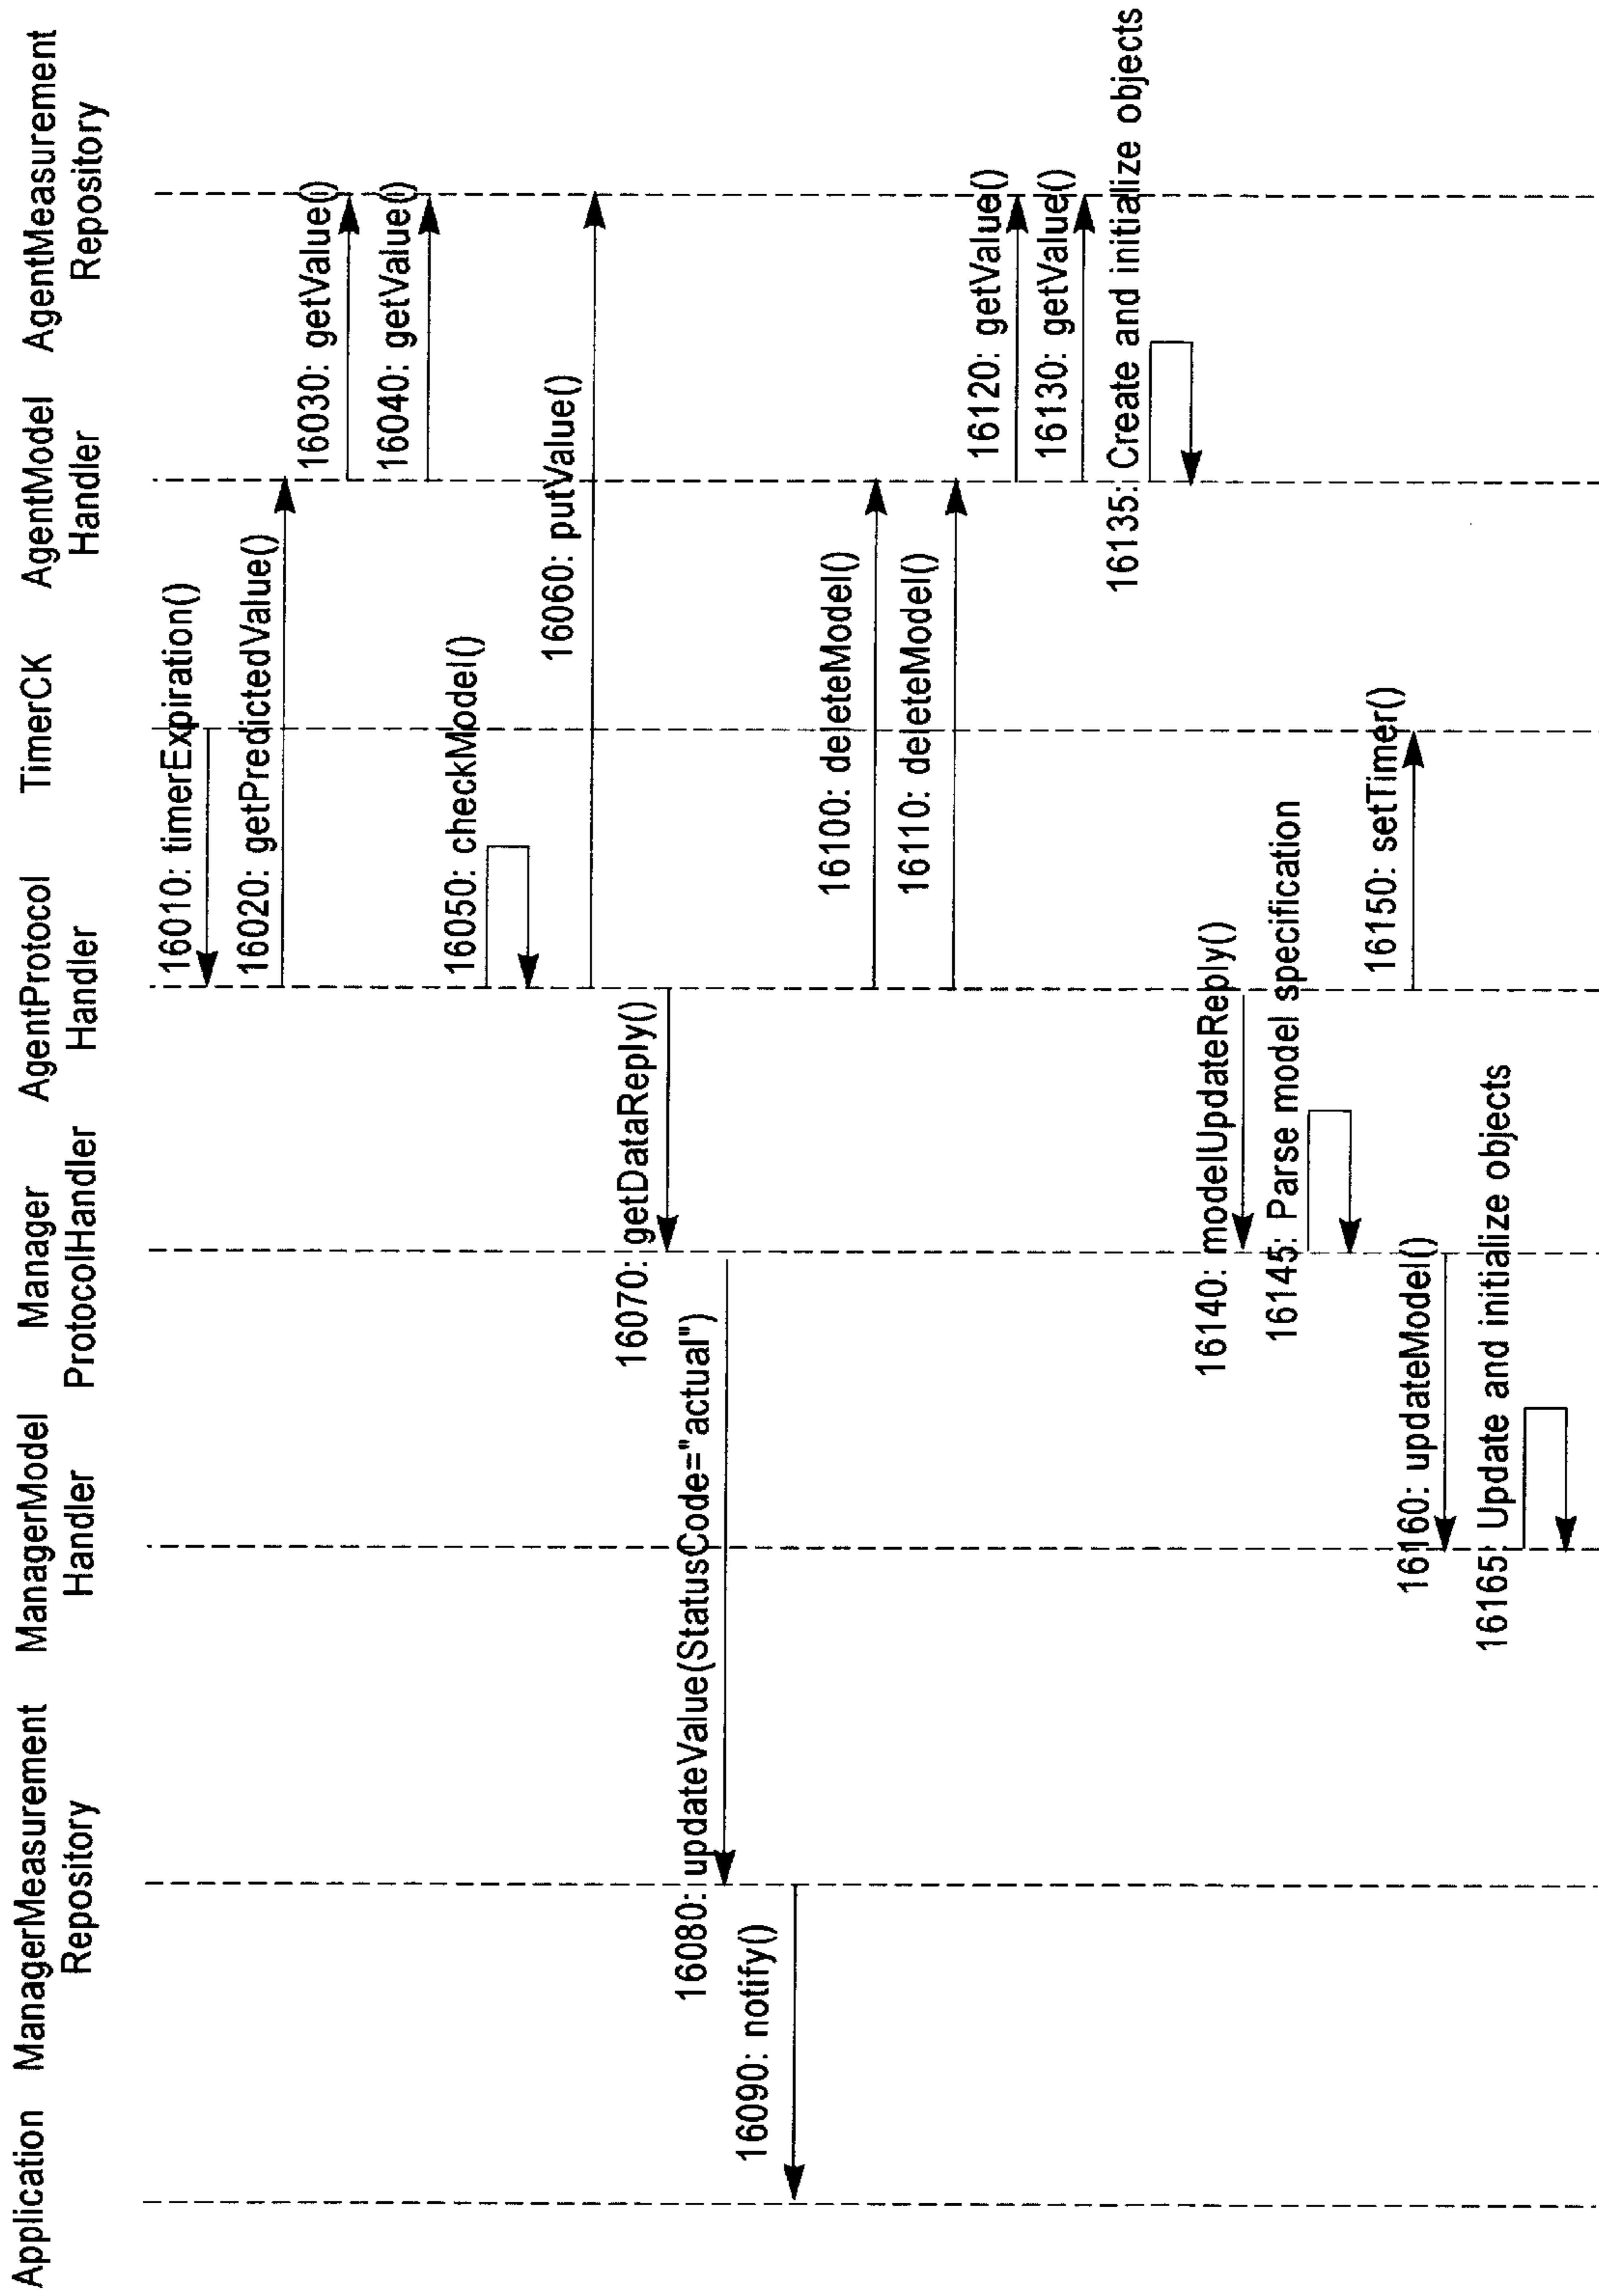 Application
ManagerMeasurement
Repository
ManagerModel
Handler
Manager
ProtocolHandler
AgentProtocol
Handler
TimerCK
AgentModel
Handler
AgentMeasurement
Repository
16010: timerExpiration()
16020: getPredictedValue()
16030: getValue()
16040: getValue()
16050: checkModel()
16060: putValue()
16070: getDataReply()
16080: updateValue(StatusCode="actual")
16090: notify()
16100: deleteModel()
16110: deleteModel()
16120: getValue()
16130: getValue()
16135: Create and initialize objects
16140: modelUpdateReply()
16145: Parse model specification
16150: setTimer()
16160: updateModel()
16165: Update and initialize objects